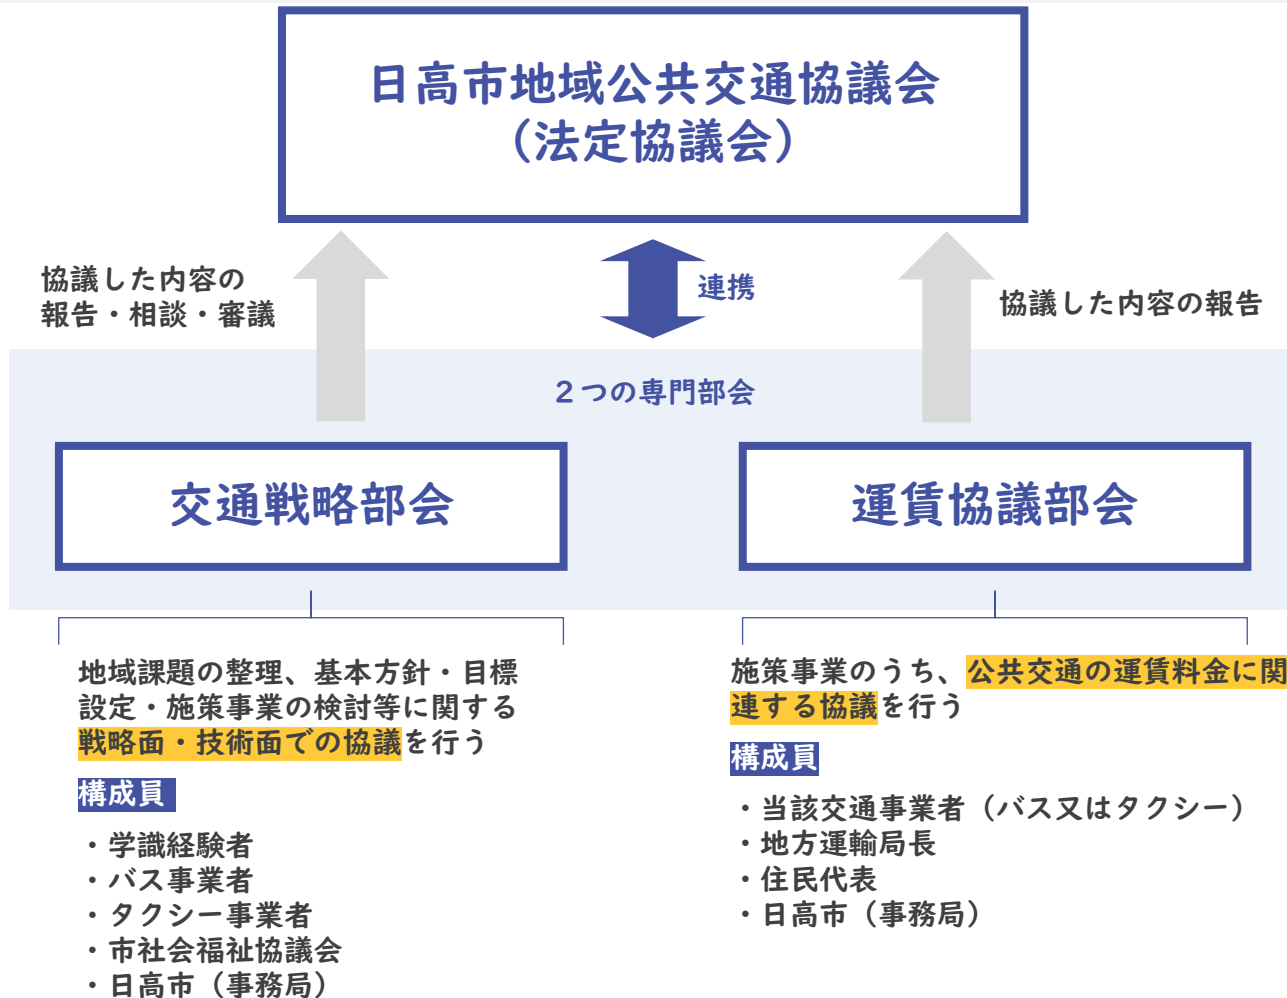 日高市地域公共交通協議会
（法定協議会）
協議した内容の
報告・相談・審議
連携
協議した内容の報告
２つの専門部会
交通戦略部会
運賃協議部会
地域課題の整理、基本方針・目標
設定・施策事業の検討等に関する
戦略面・技術面での協議を行う
構成員
・学識経験者
・バス事業者
・タクシー事業者
・市社会福祉協議会
・日高市（事務局）
施策事業のうち、公共交通の運賃料金に関
連する協議を行う
構成員
・当該交通事業者（バス又はタクシー）
・地方運輸局長
・住民代表
・日高市（事務局）